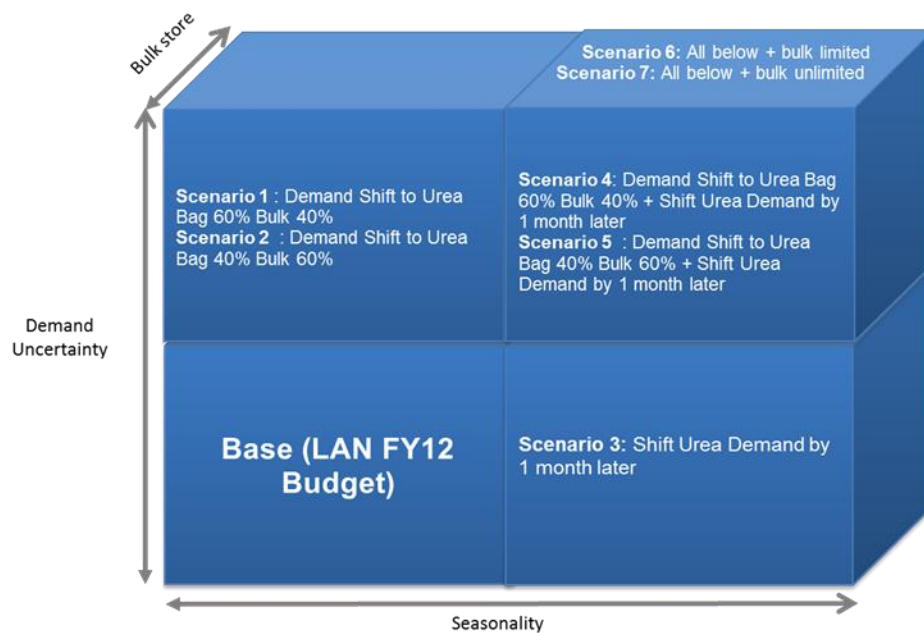 Bulk store
Scenario 6: All below + bulk limited
Scenario 7: All below + bulk unlimited
Scenario 1 : Demand Shift to Urea
Bag 60% Bulk 40%
Scenario 2 : Demand Shift to Urea
Bag 40% Bulk 60%
Scenario 4: Demand Shift to Urea Bag
60% Bulk 40% + Shift Urea Demand by
1 month later
Scenario 5 : Demand Shift to Urea
Bag 40% Bulk 60% + Shift Urea
Demand by 1 month later
Demand
Uncertainty
Base (LAN FY12
Budget)
Scenario 3: Shift Urea Demand by
1 month later
Seasonality